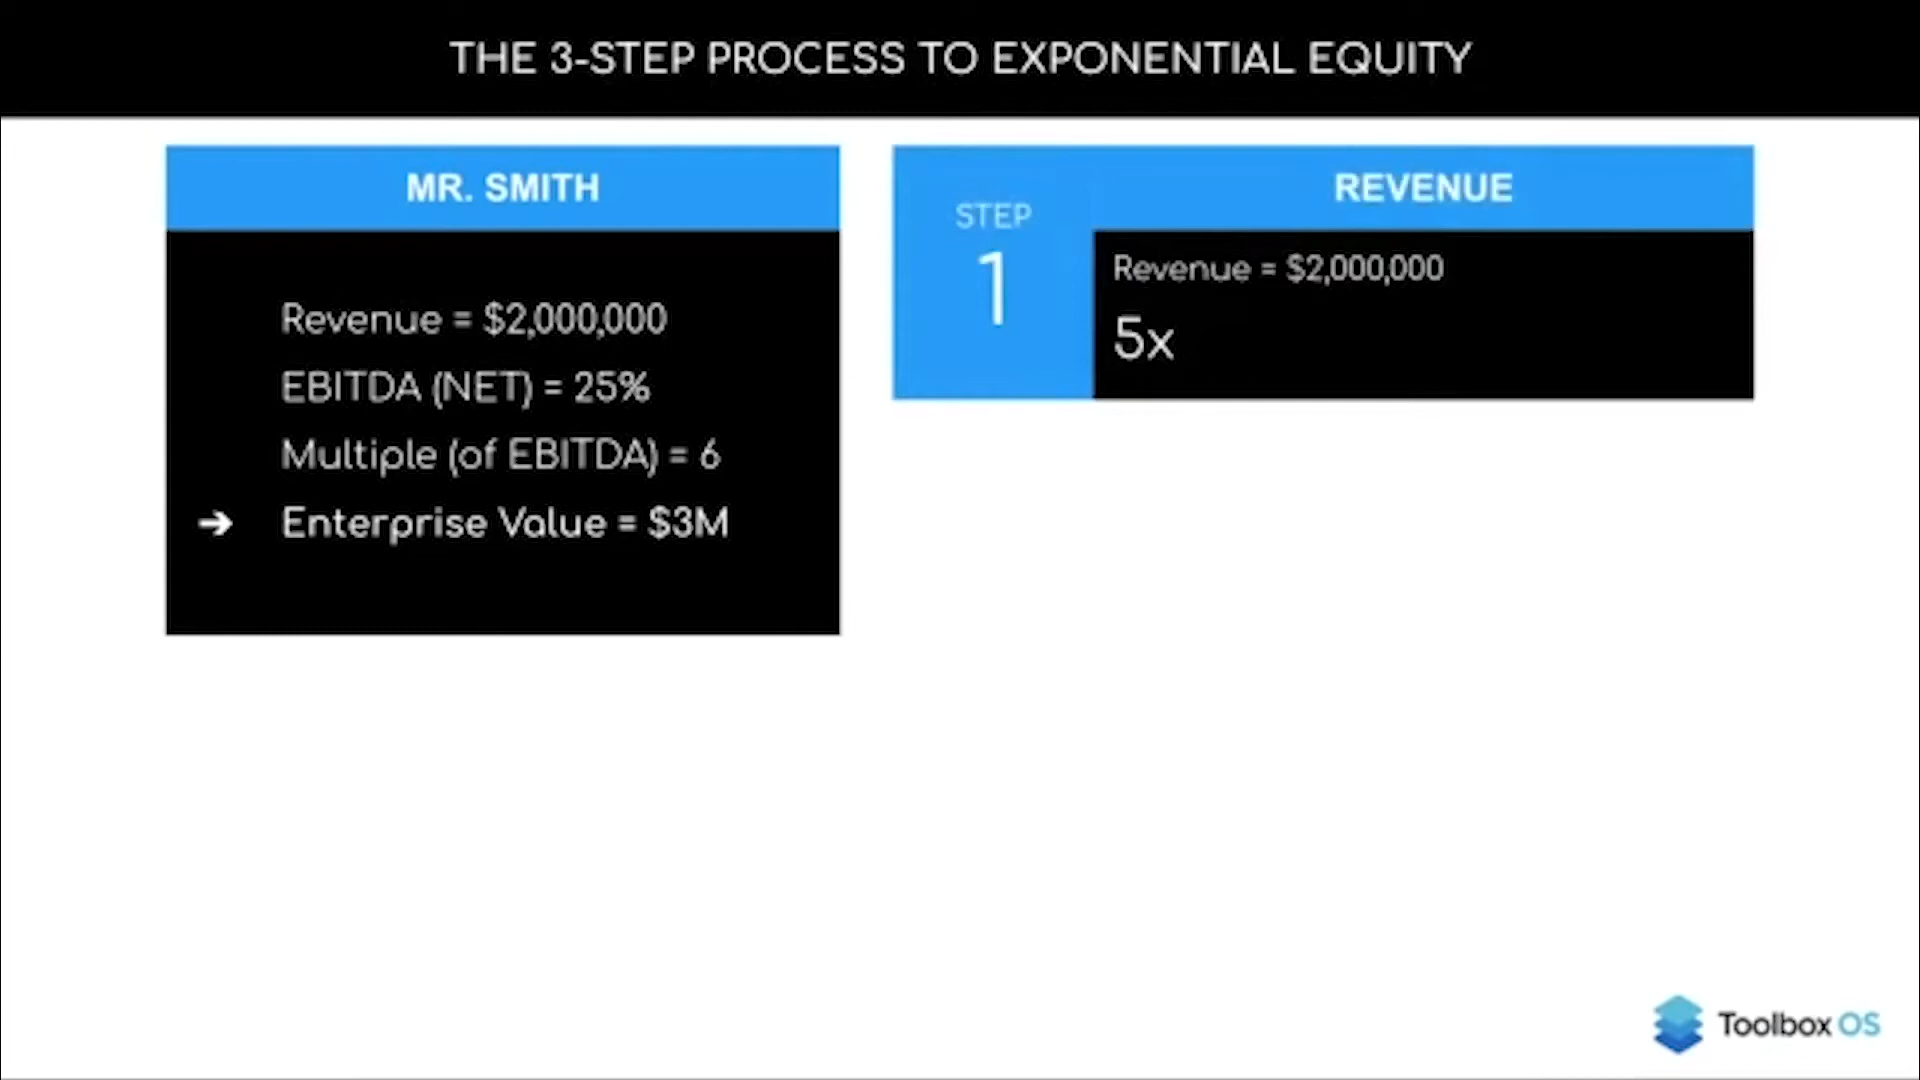 THE 3-STEP PROCESS TO EXPONENTIAL EQUITY
MR. SMITH
Revenue = $2,000,000
EBITDA (NET) = 25%
Multiple (of EBITDA) = 6
➔ Enterprise Value = $3M
STEP
1
REVENUE
Revenue = $2,000,000
5x
Toolbox OS